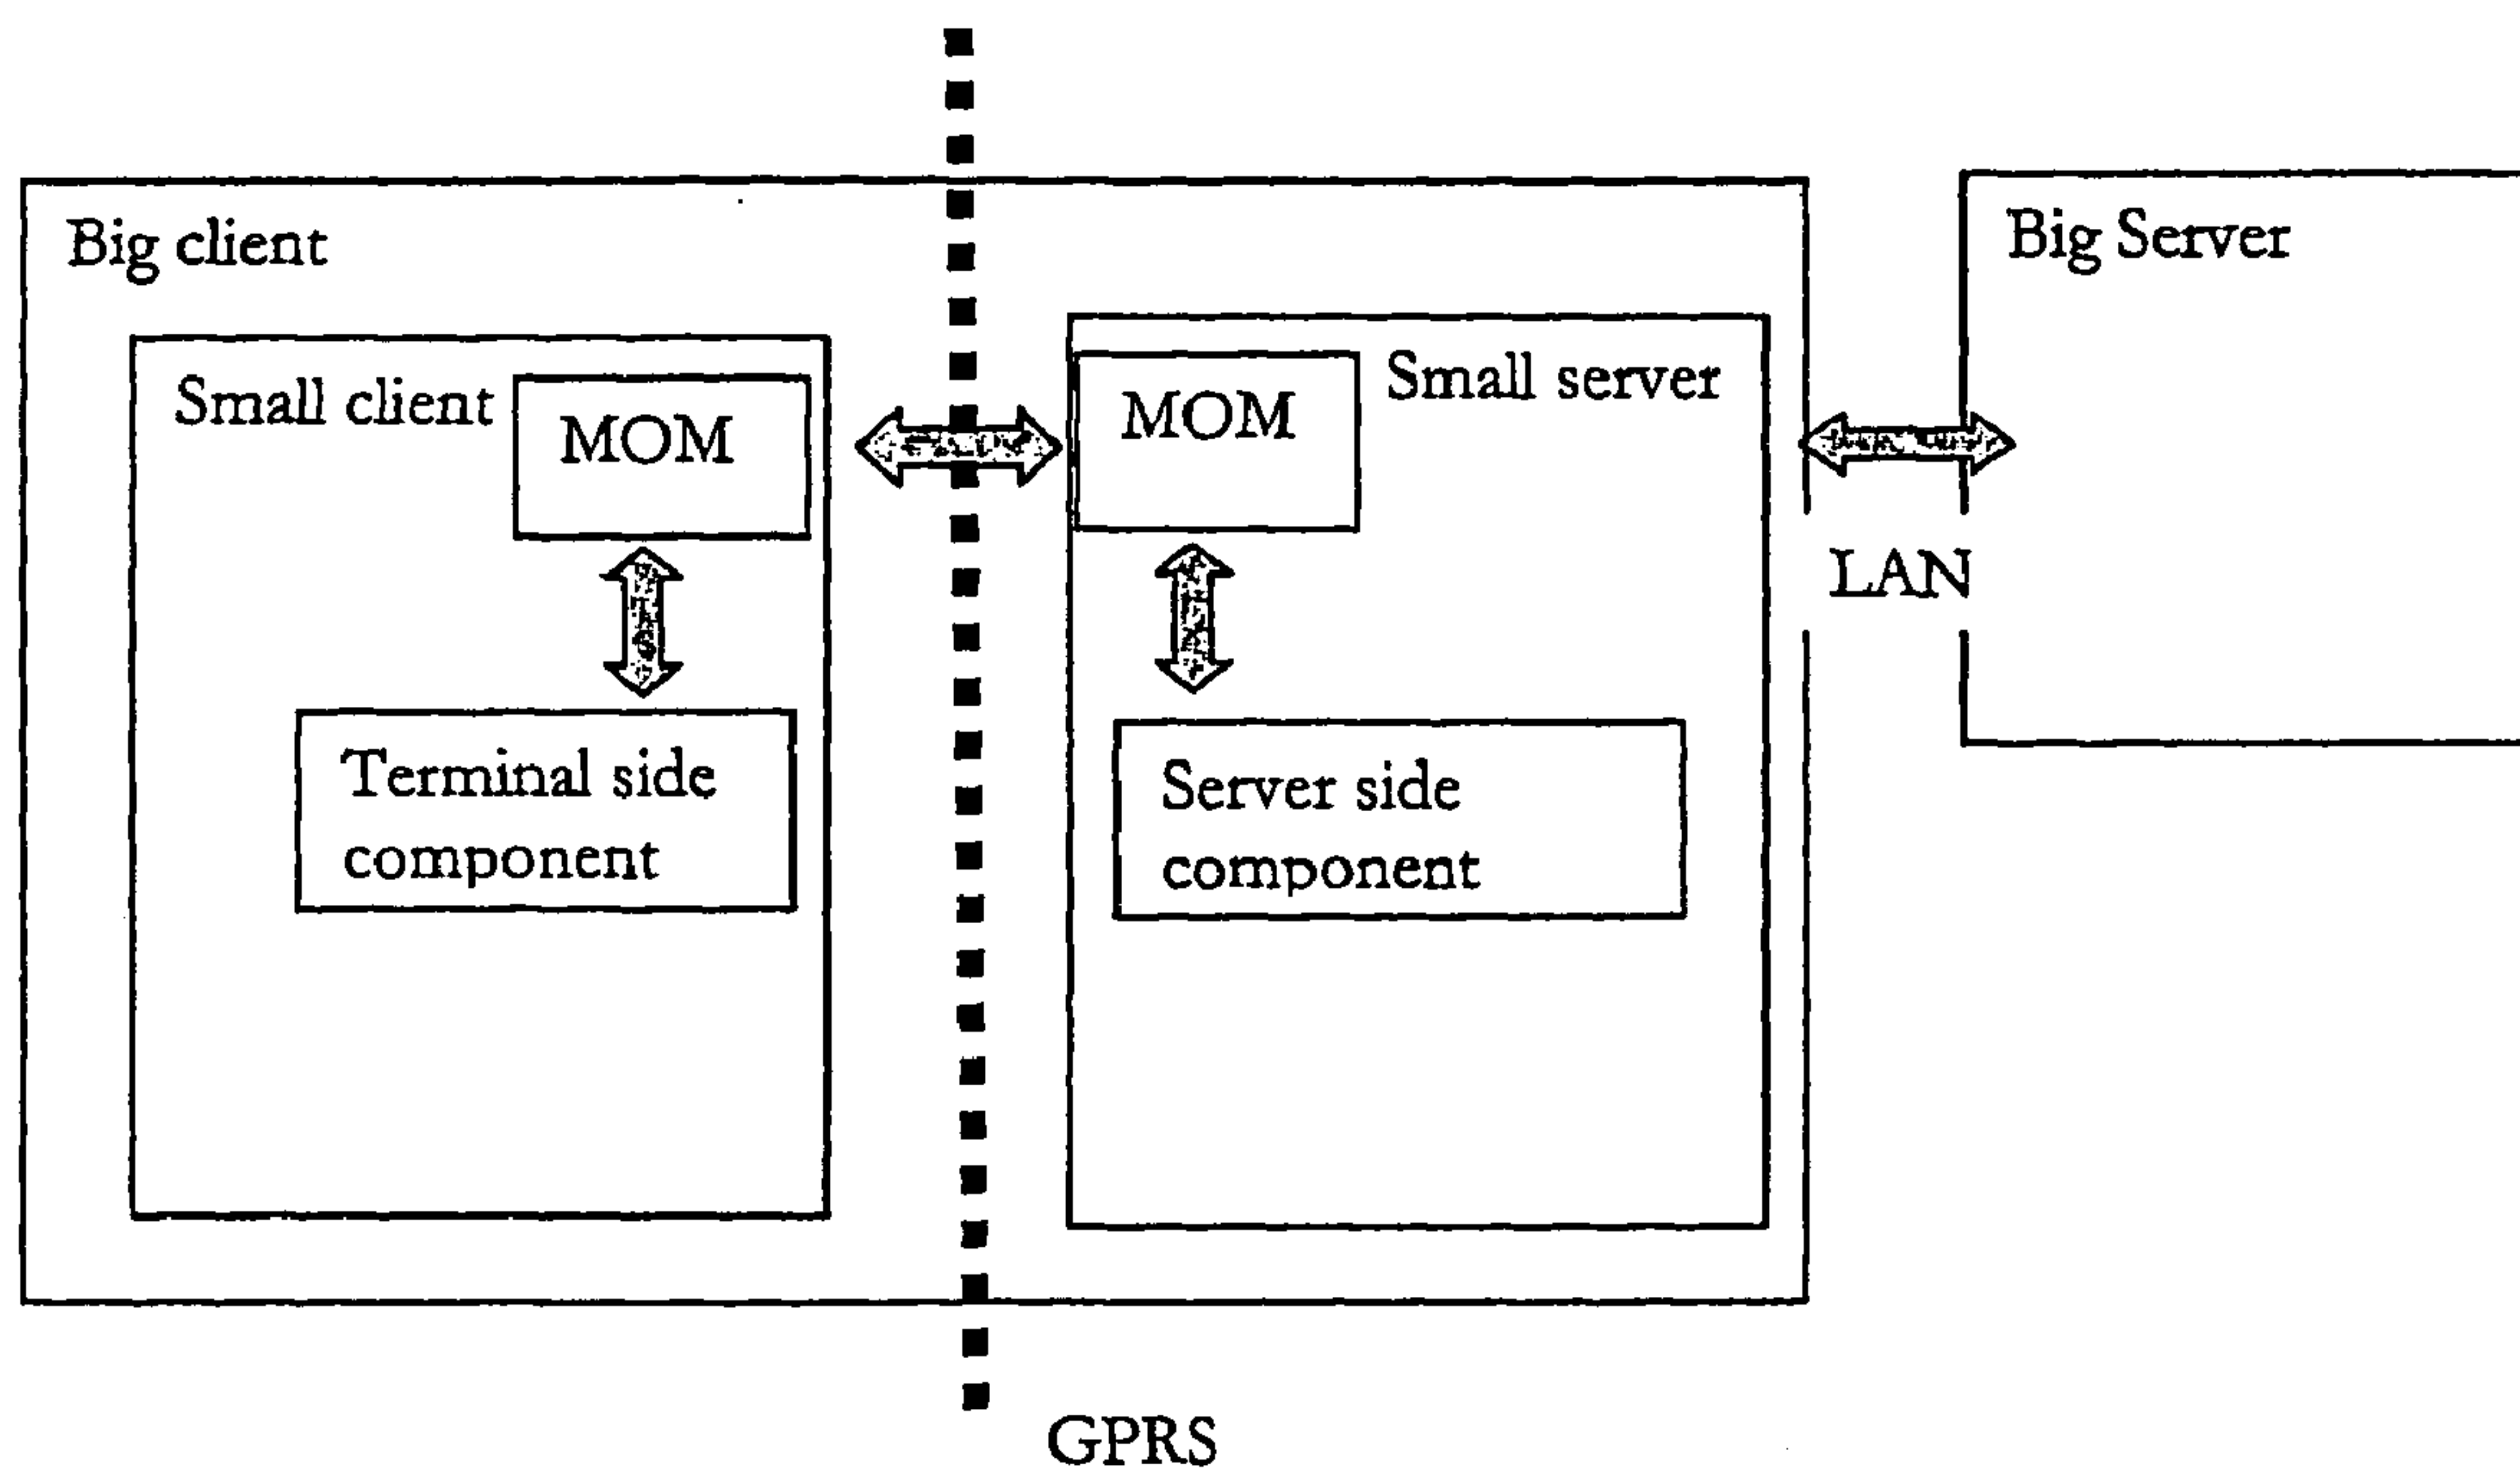 Big client
Big Server
Small client
MOM
MOM
Small server
LAN
Terminal side
component
Server side
component
GPRS